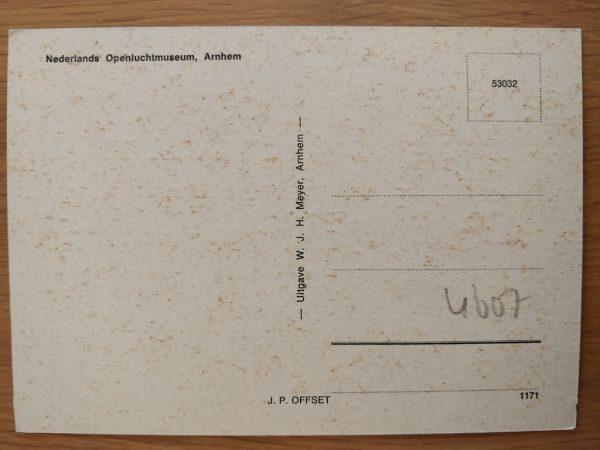 Nederlands Openluchtmuseum, Arnhem
53032
— Uitgave W. J. H. Meyer, Arnhem —
4607
J. P. OFFSET
1171